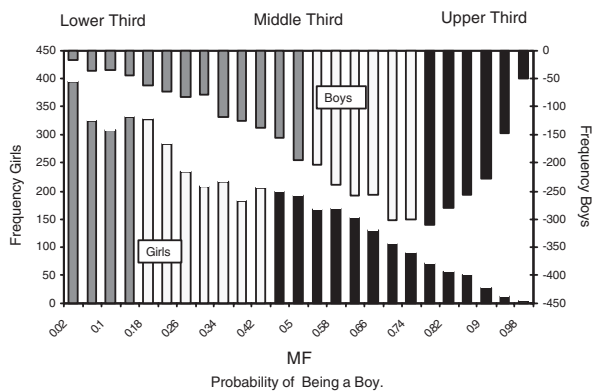 Lower Third Middle Third Upper Third
450 0
400 -50
350 -100
300 -150
250 -200
200 -250
150 -300
100 -350
50 -400
0 -450
Frequency Girls
Frequency Boys
Boys
Girls
0.02 0.1 0.18 0.26 0.34 0.42 0.5 0.58 0.66 0.74 0.82 0.9 0.98
MF
Probability of Being a Boy.